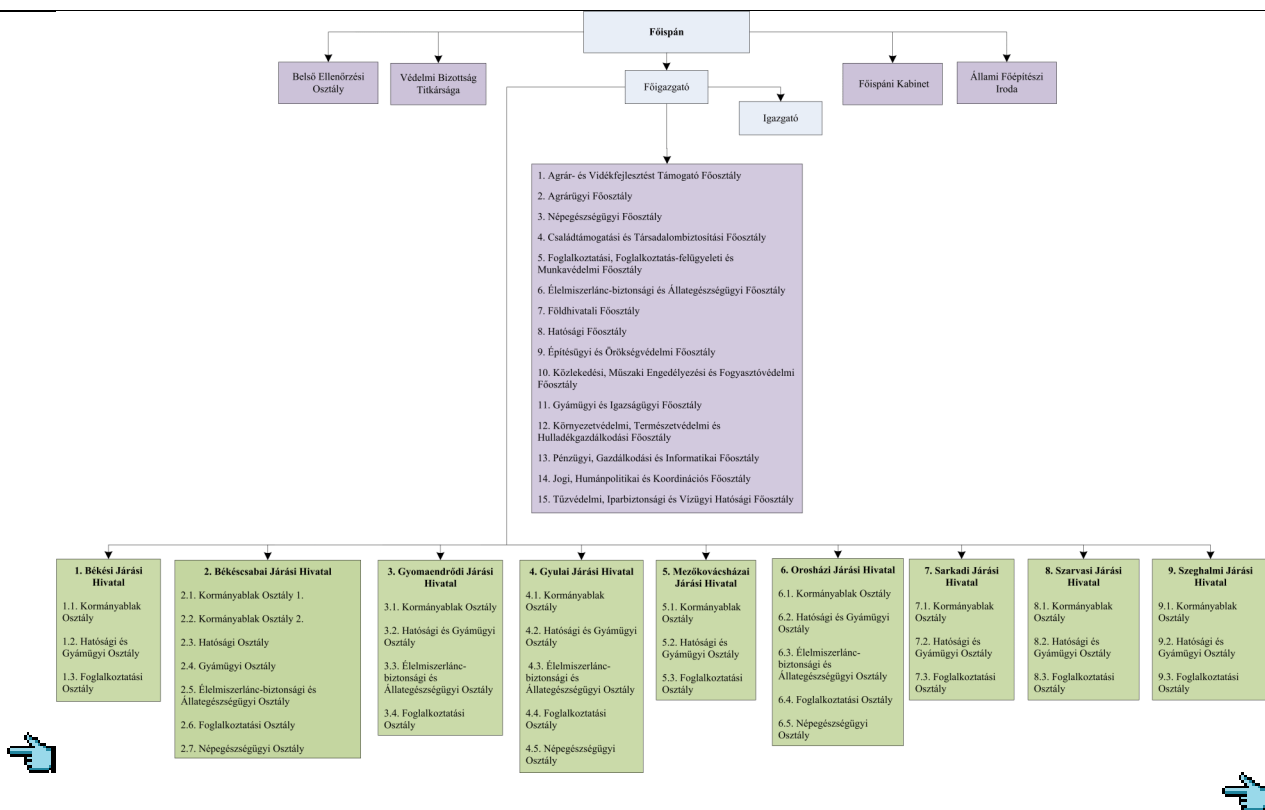 Főispán
Belső Ellenőrzési
Osztály
Védelmi Bizottság
Titkársága
Főigazgató
Igazgató
Főispáni Kabinet
Állami Főépítészi
Iroda
1. Agrár- és Vidékfejlesztést Támogató Főosztály
2. Agrárügyi Főosztály
3. Népegészségügyi Főosztály
4. Családtámogatási és Társadalombiztosítási Főosztály
5. Foglalkoztatási, Foglalkoztatás-felügyeleti és
Munkavédelmi Főosztály
6. Élelmiszerlánc-biztonsági és Állategészségügyi Főosztály
7. Földhivatali Főosztály
8. Hatósági Főosztály
9. Építésügyi és Örökségvédelmi Főosztály
10. Közlekedési, Műszaki Engedélyezési és Fogyasztóvédelmi
Főosztály
11. Gyámügyi és Igazságügyi Főosztály
12. Környezetvédelmi, Természetvédelmi és
Hulladékgazdálkodási Főosztály
13. Pénzügyi, Gazdálkodási és Informatikai Főosztály
14. Jogi, Humánpolitikai és Koordinációs Főosztály
15. Tűzvédelmi, Iparbiztonsági és Vízügyi Hatósági Főosztály
1. Békési Járási
Hivatal
1.1. Kormányablak
Osztály
1.2. Hatósági és
Gyámügyi Osztály
1.3. Foglalkoztatási
Osztály
2. Békéscsabai Járási Hivatal
2.1. Kormányablak Osztály 1.
2.2. Kormányablak Osztály 2.
2.3. Hatósági Osztály
2.4. Gyámügyi Osztály
2.5. Élelmiszerlánc-biztonsági és
Állategészségügyi Osztály
2.6. Foglalkoztatási Osztály
2.7. Népegészségügyi Osztály
3. Gyomaendrődi Járási
Hivatal
3.1. Kormányablak Osztály
3.2. Hatósági és Gyámügyi
Osztály
3.3. Élelmiszerlánc-
biztonsági és
Állategészségügyi Osztály
3.4. Foglalkoztatási
Osztály
4. Gyulai Járási Hivatal
4.1. Kormányablak
Osztály
4.2. Hatósági és Gyámügyi
Osztály
4.3. Élelmiszerlánc-
biztonsági és
Állategészségügyi Osztály
4.4. Foglalkoztatási
Osztály
4.5. Népegészségügyi
Osztály
5. Mezőkovácsházai
Járási Hivatal
5.1. Kormányablak
Osztály
5.2. Hatósági és
Gyámügyi Osztály
5.3. Foglalkoztatási
Osztály
6. Orosházi Járási Hivatal
6.1. Kormányablak Osztály
6.2. Hatósági és Gyámügyi
Osztály
6.3. Élelmiszerlánc-
biztonsági és
Állategészségügyi Osztály
6.4. Foglalkoztatási Osztály
6.5. Népegészségügyi
Osztály
7. Sarkadi Járási
Hivatal
7.1. Kormányablak
Osztály
7.2. Hatósági és
Gyámügyi Osztály
7.3. Foglalkoztatási
Osztály
8. Szarvasi Járási
Hivatal
8.1. Kormányablak
Osztály
8.2. Hatósági és
Gyámügyi Osztály
8.3. Foglalkoztatási
Osztály
9. Szeghalmi Járási
Hivatal
9.1. Kormányablak
Osztály
9.2. Hatósági és
Gyámügyi Osztály
9.3. Foglalkoztatási
Osztály